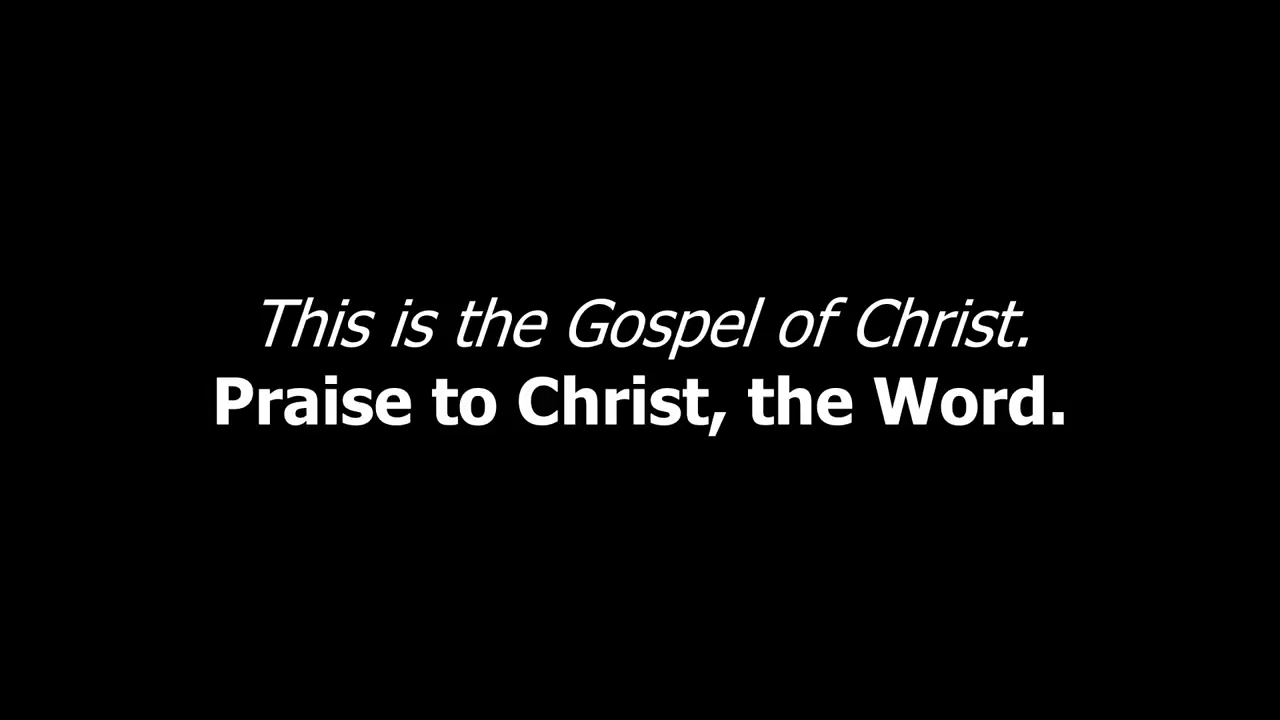 This is the Gospel of Christ.
Praise to Christ, the Word.